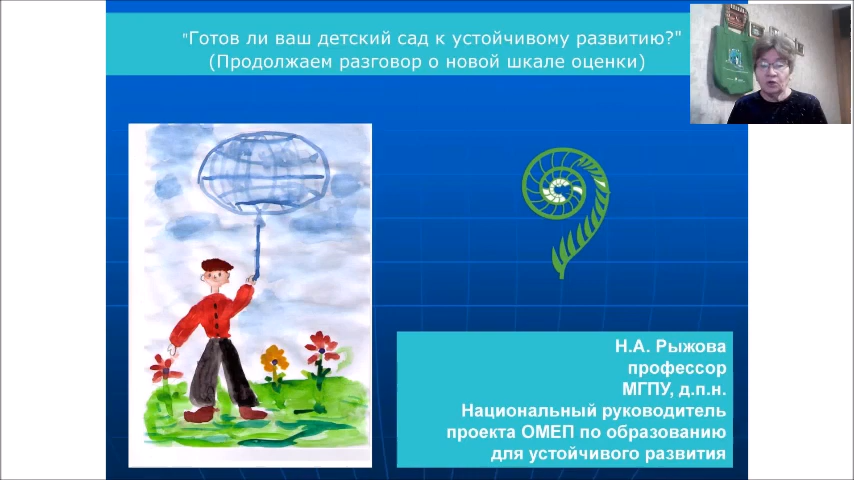 "Готов ли ваш детский сад к устойчивому развитию?"
(Продолжаем разговор о новой шкале оценки)
Н.А. Рыжова
профессор
МГПУ, д.п.н.
Национальный руководитель
проекта ОМЕП по образованию
для устойчивого развития